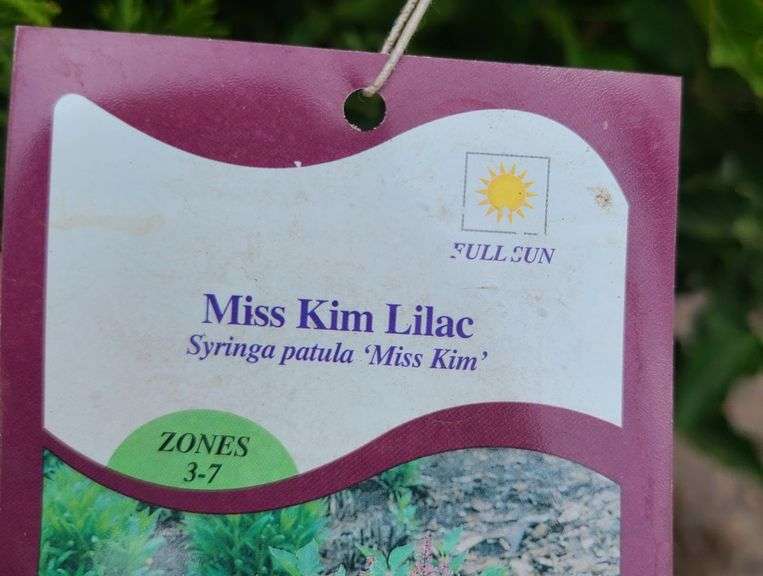 FULL SUN
Miss Kim Lilac
Syringa patula ‘Miss Kim’
ZONES
3-7